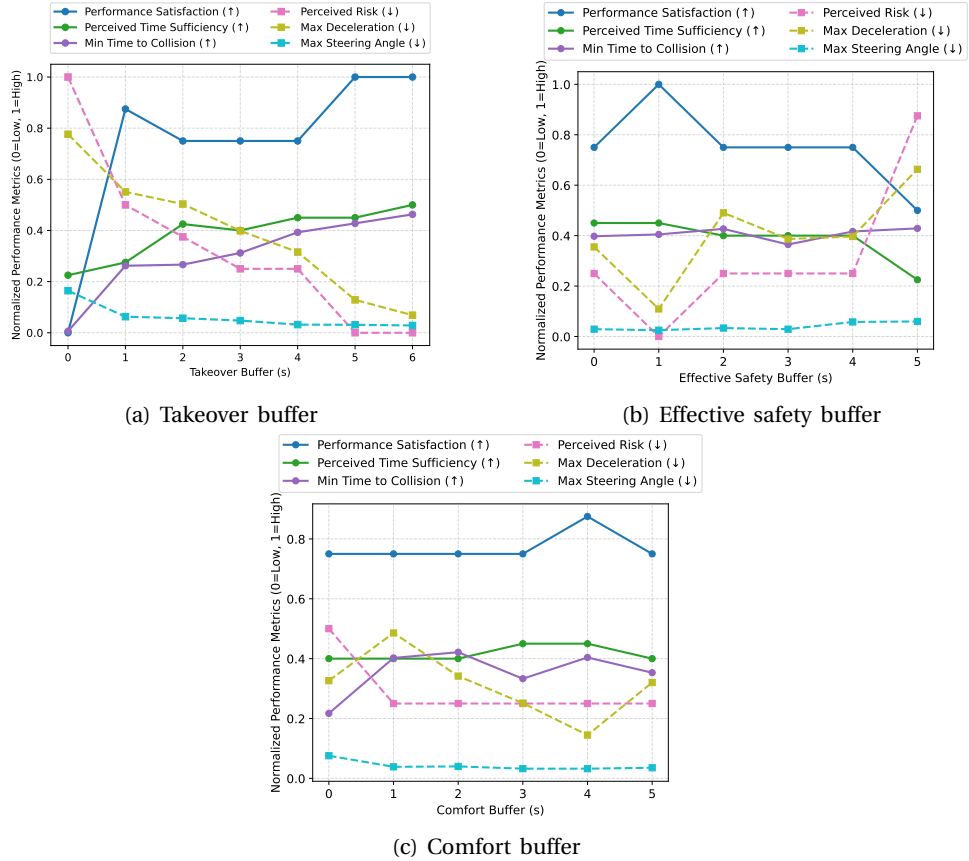 Performance Satisfaction (↑)
Perceived Time Sufficiency (↑)
Min Time to Collision (↑)
Perceived Risk (↓)
Max Deceleration (↓)
Max Steering Angle (↓)
Normalized Performance Metrics (0=Low, 1=High)
1.0
0.8
0.6
0.4
0.2
0.0
0 1 2 3 4 5 6
Takeover Buffer (s)
(a) Takeover buffer
Performance Satisfaction (↑)
Perceived Time Sufficiency (↑)
Min Time to Collision (↑)
Perceived Risk (↓)
Max Deceleration (↓)
Max Steering Angle (↓)
Normalized Performance Metrics (0=Low, 1=High)
1.0
0.8
0.6
0.4
0.2
0.0
0 1 2 3 4 5
Effective Safety Buffer (s)
(b) Effective safety buffer
Performance Satisfaction (↑)
Perceived Time Sufficiency (↑)
Min Time to Collision (↑)
Perceived Risk (↓)
Max Deceleration (↓)
Max Steering Angle (↓)
Normalized Performance Metrics (0=Low, 1=High)
0.8
0.6
0.4
0.2
0.0
0 1 2 3 4 5
Comfort Buffer (s)
(c) Comfort buffer